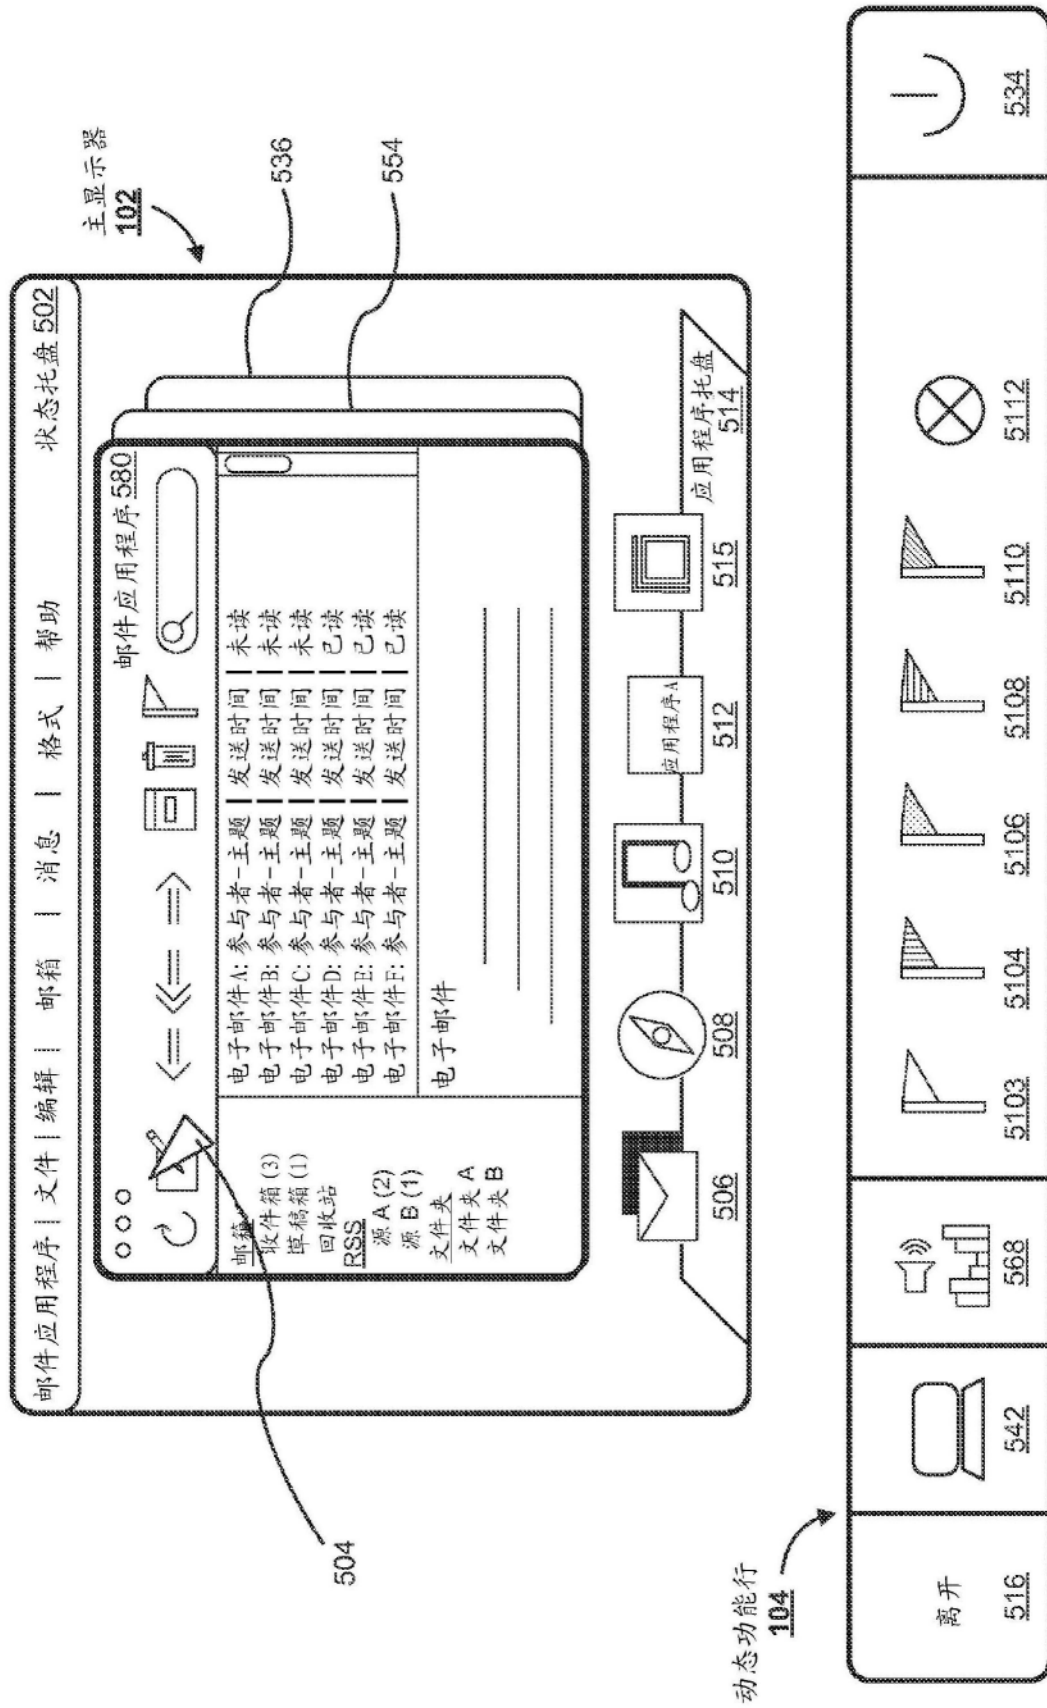 主显示器
102
邮件应用程序 | 文件 | 编辑 | 邮箱 | 消息 | 格式 | 帮助 状态托盘 502
536
554
邮件应用程序 580
邮箱
收件箱 (3)
草稿箱 (1)
回收站
RSS
源 A (2)
源 B (1)
文件夹
文件夹 A
文件夹 B
电子邮件A: 参与者-主题 | 发送时间 | 未读
电子邮件B: 参与者-主题 | 发送时间 | 未读
电子邮件C: 参与者-主题 | 发送时间 | 未读
电子邮件D: 参与者-主题 | 发送时间 | 已读
电子邮件E: 参与者-主题 | 发送时间 | 已读
电子邮件F: 参与者-主题 | 发送时间 | 已读
电子邮件
504
应用程序A
应用程序托盘
514
506
508
510
512
515
动态功能行
104
离开
516
542
568
5103
5104
5106
5108
5110
5112
534